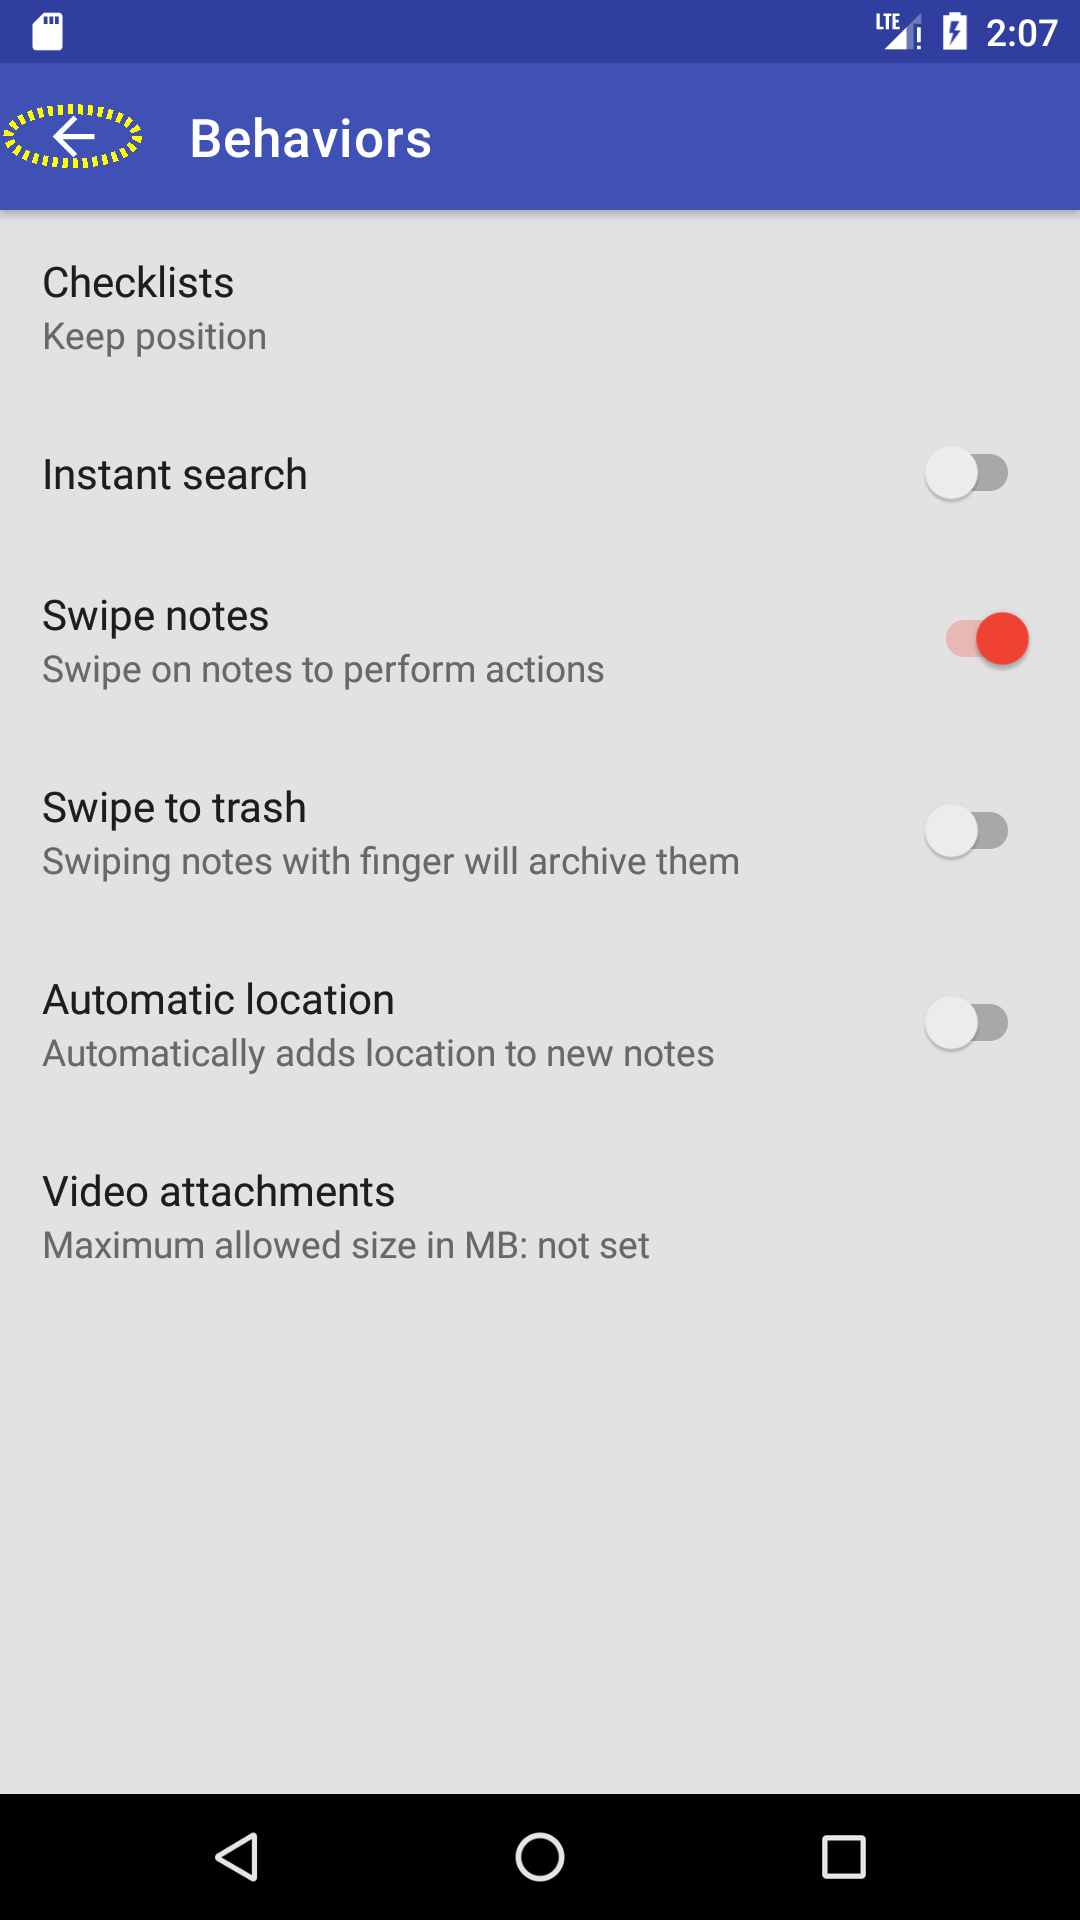 LTE ! 2:07
Behaviors
Checklists
Keep position
Instant search
Swipe notes
Swipe on notes to perform actions
Swipe to trash
Swiping notes with finger will archive them
Automatic location
Automatically adds location to new notes
Video attachments
Maximum allowed size in MB: not set